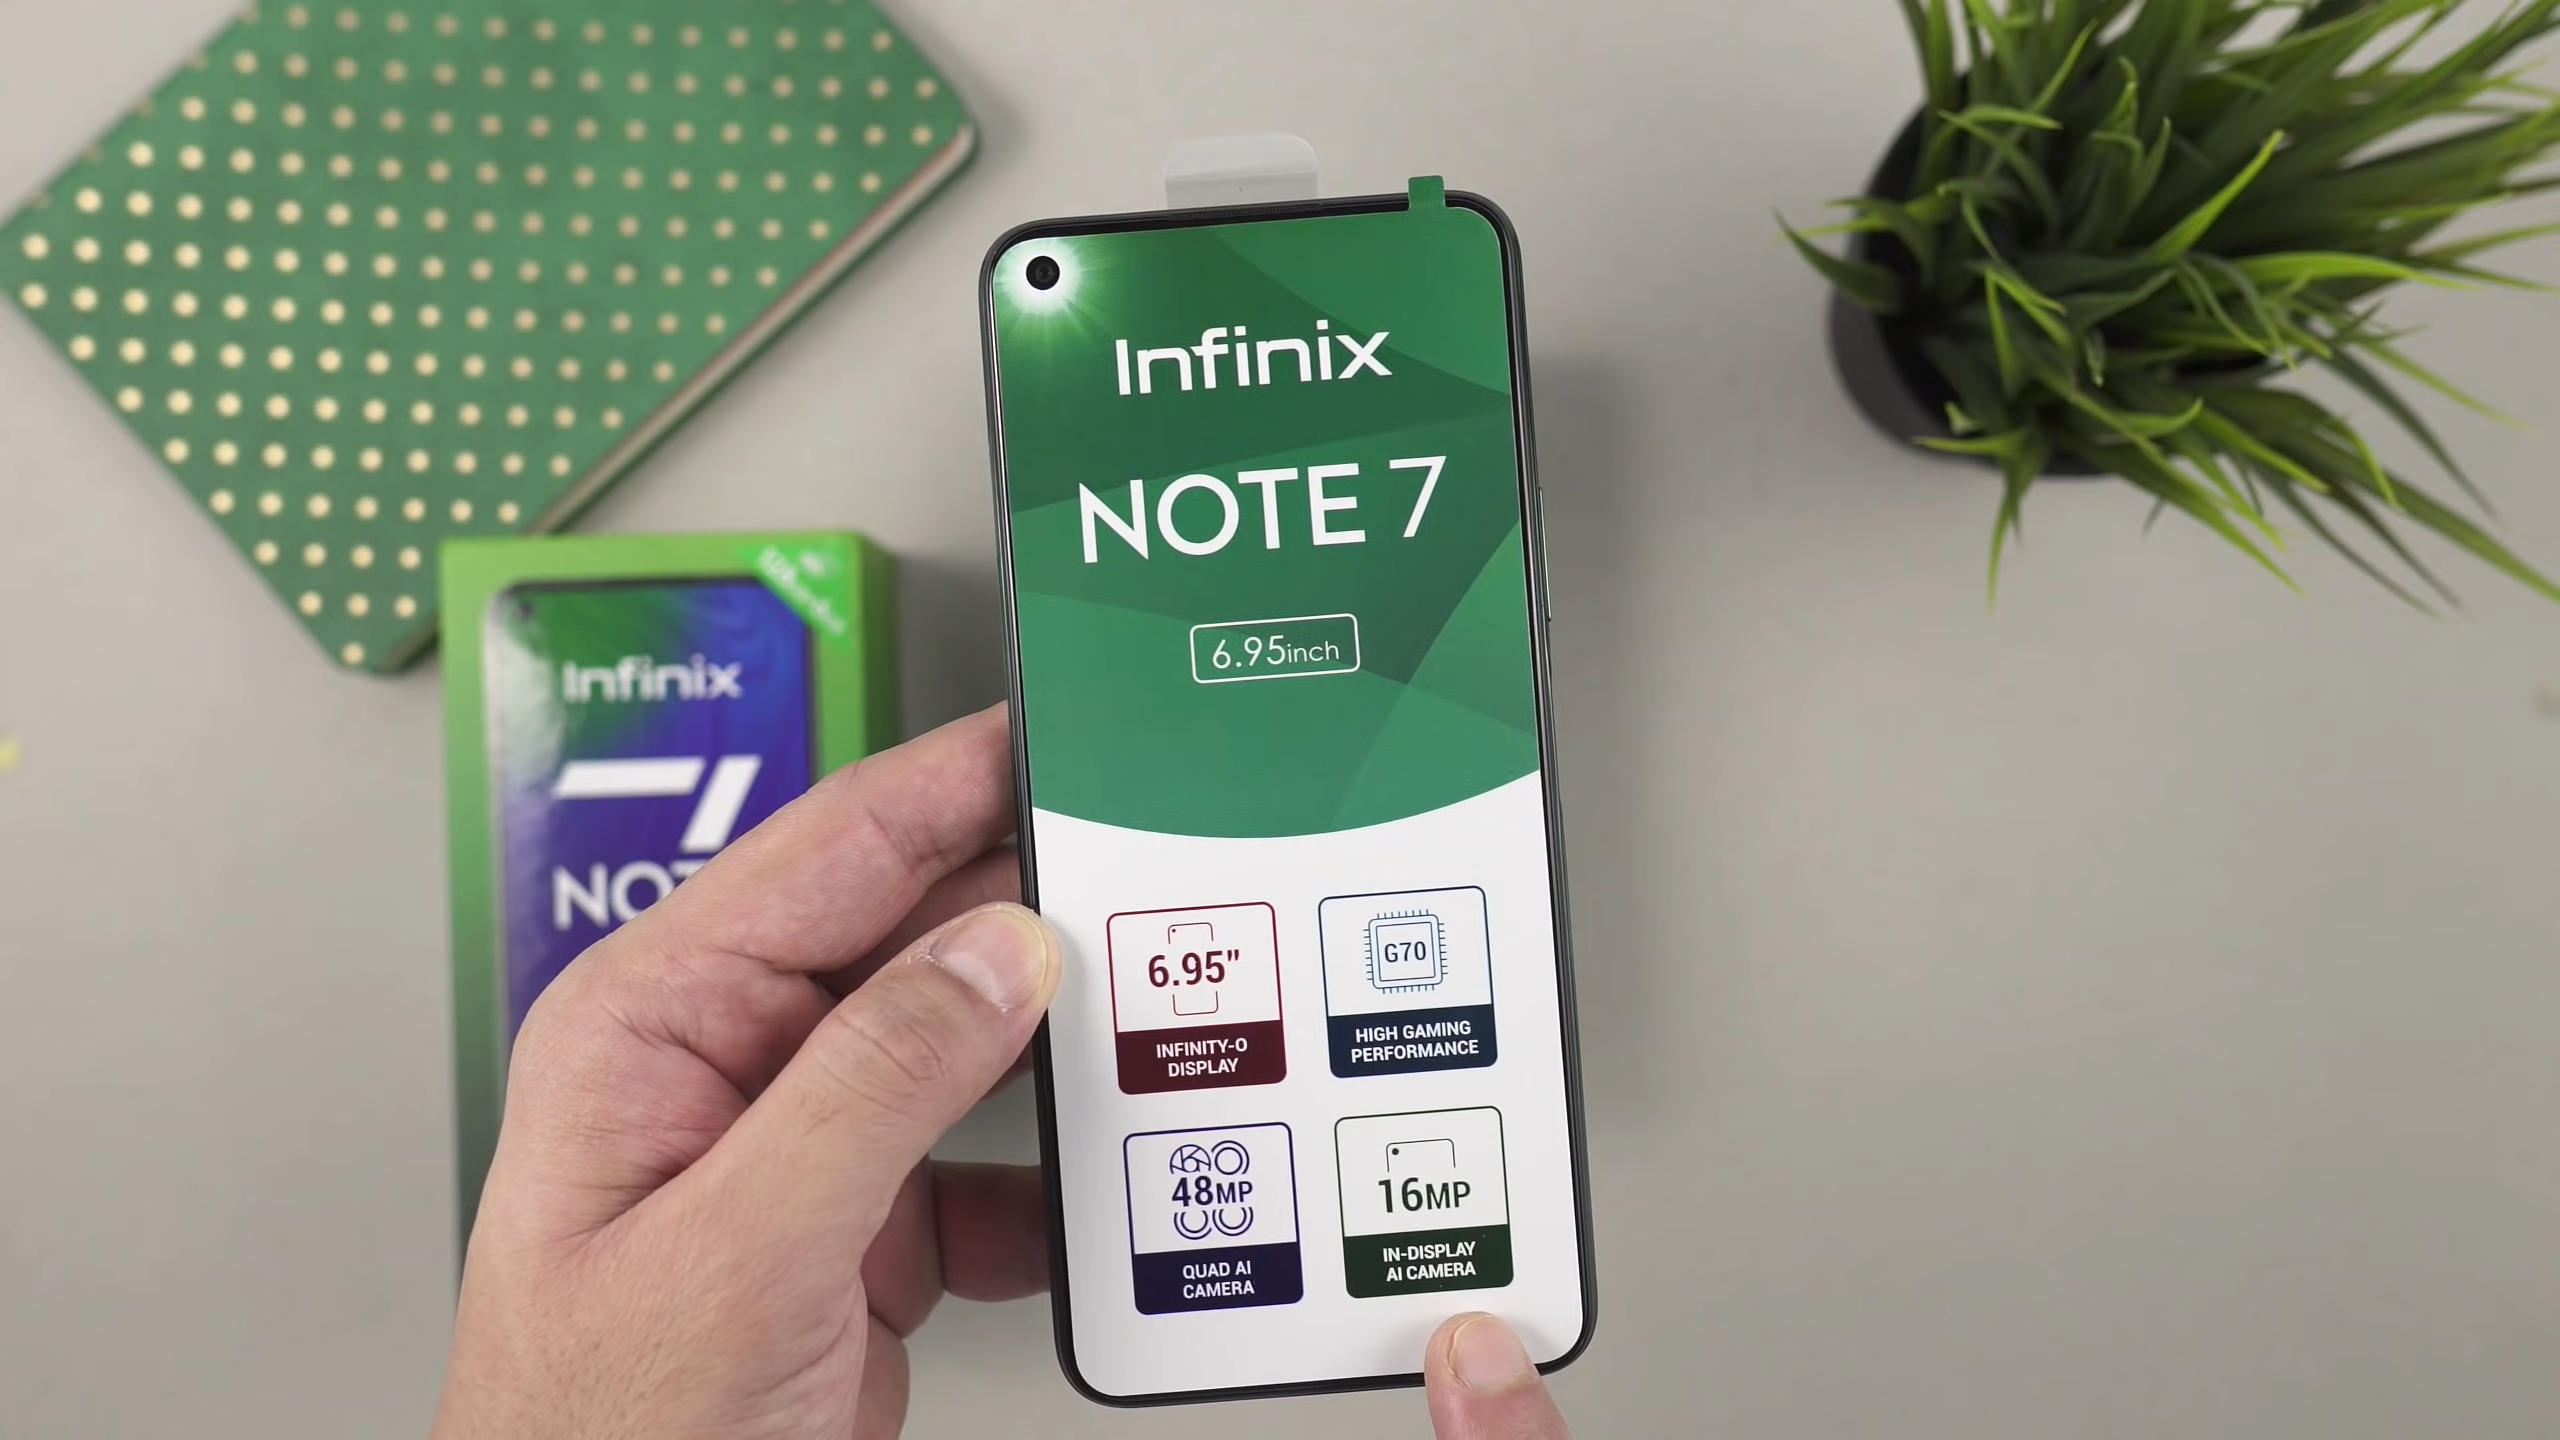 Infinix
NOTE 7
6.95inch
6.95"
INFINITY-O
DISPLAY
G70
HIGH GAMING
PERFORMANCE
48MP
QUAD AI
CAMERA
16MP
IN-DISPLAY
AI CAMERA
Infinix
7